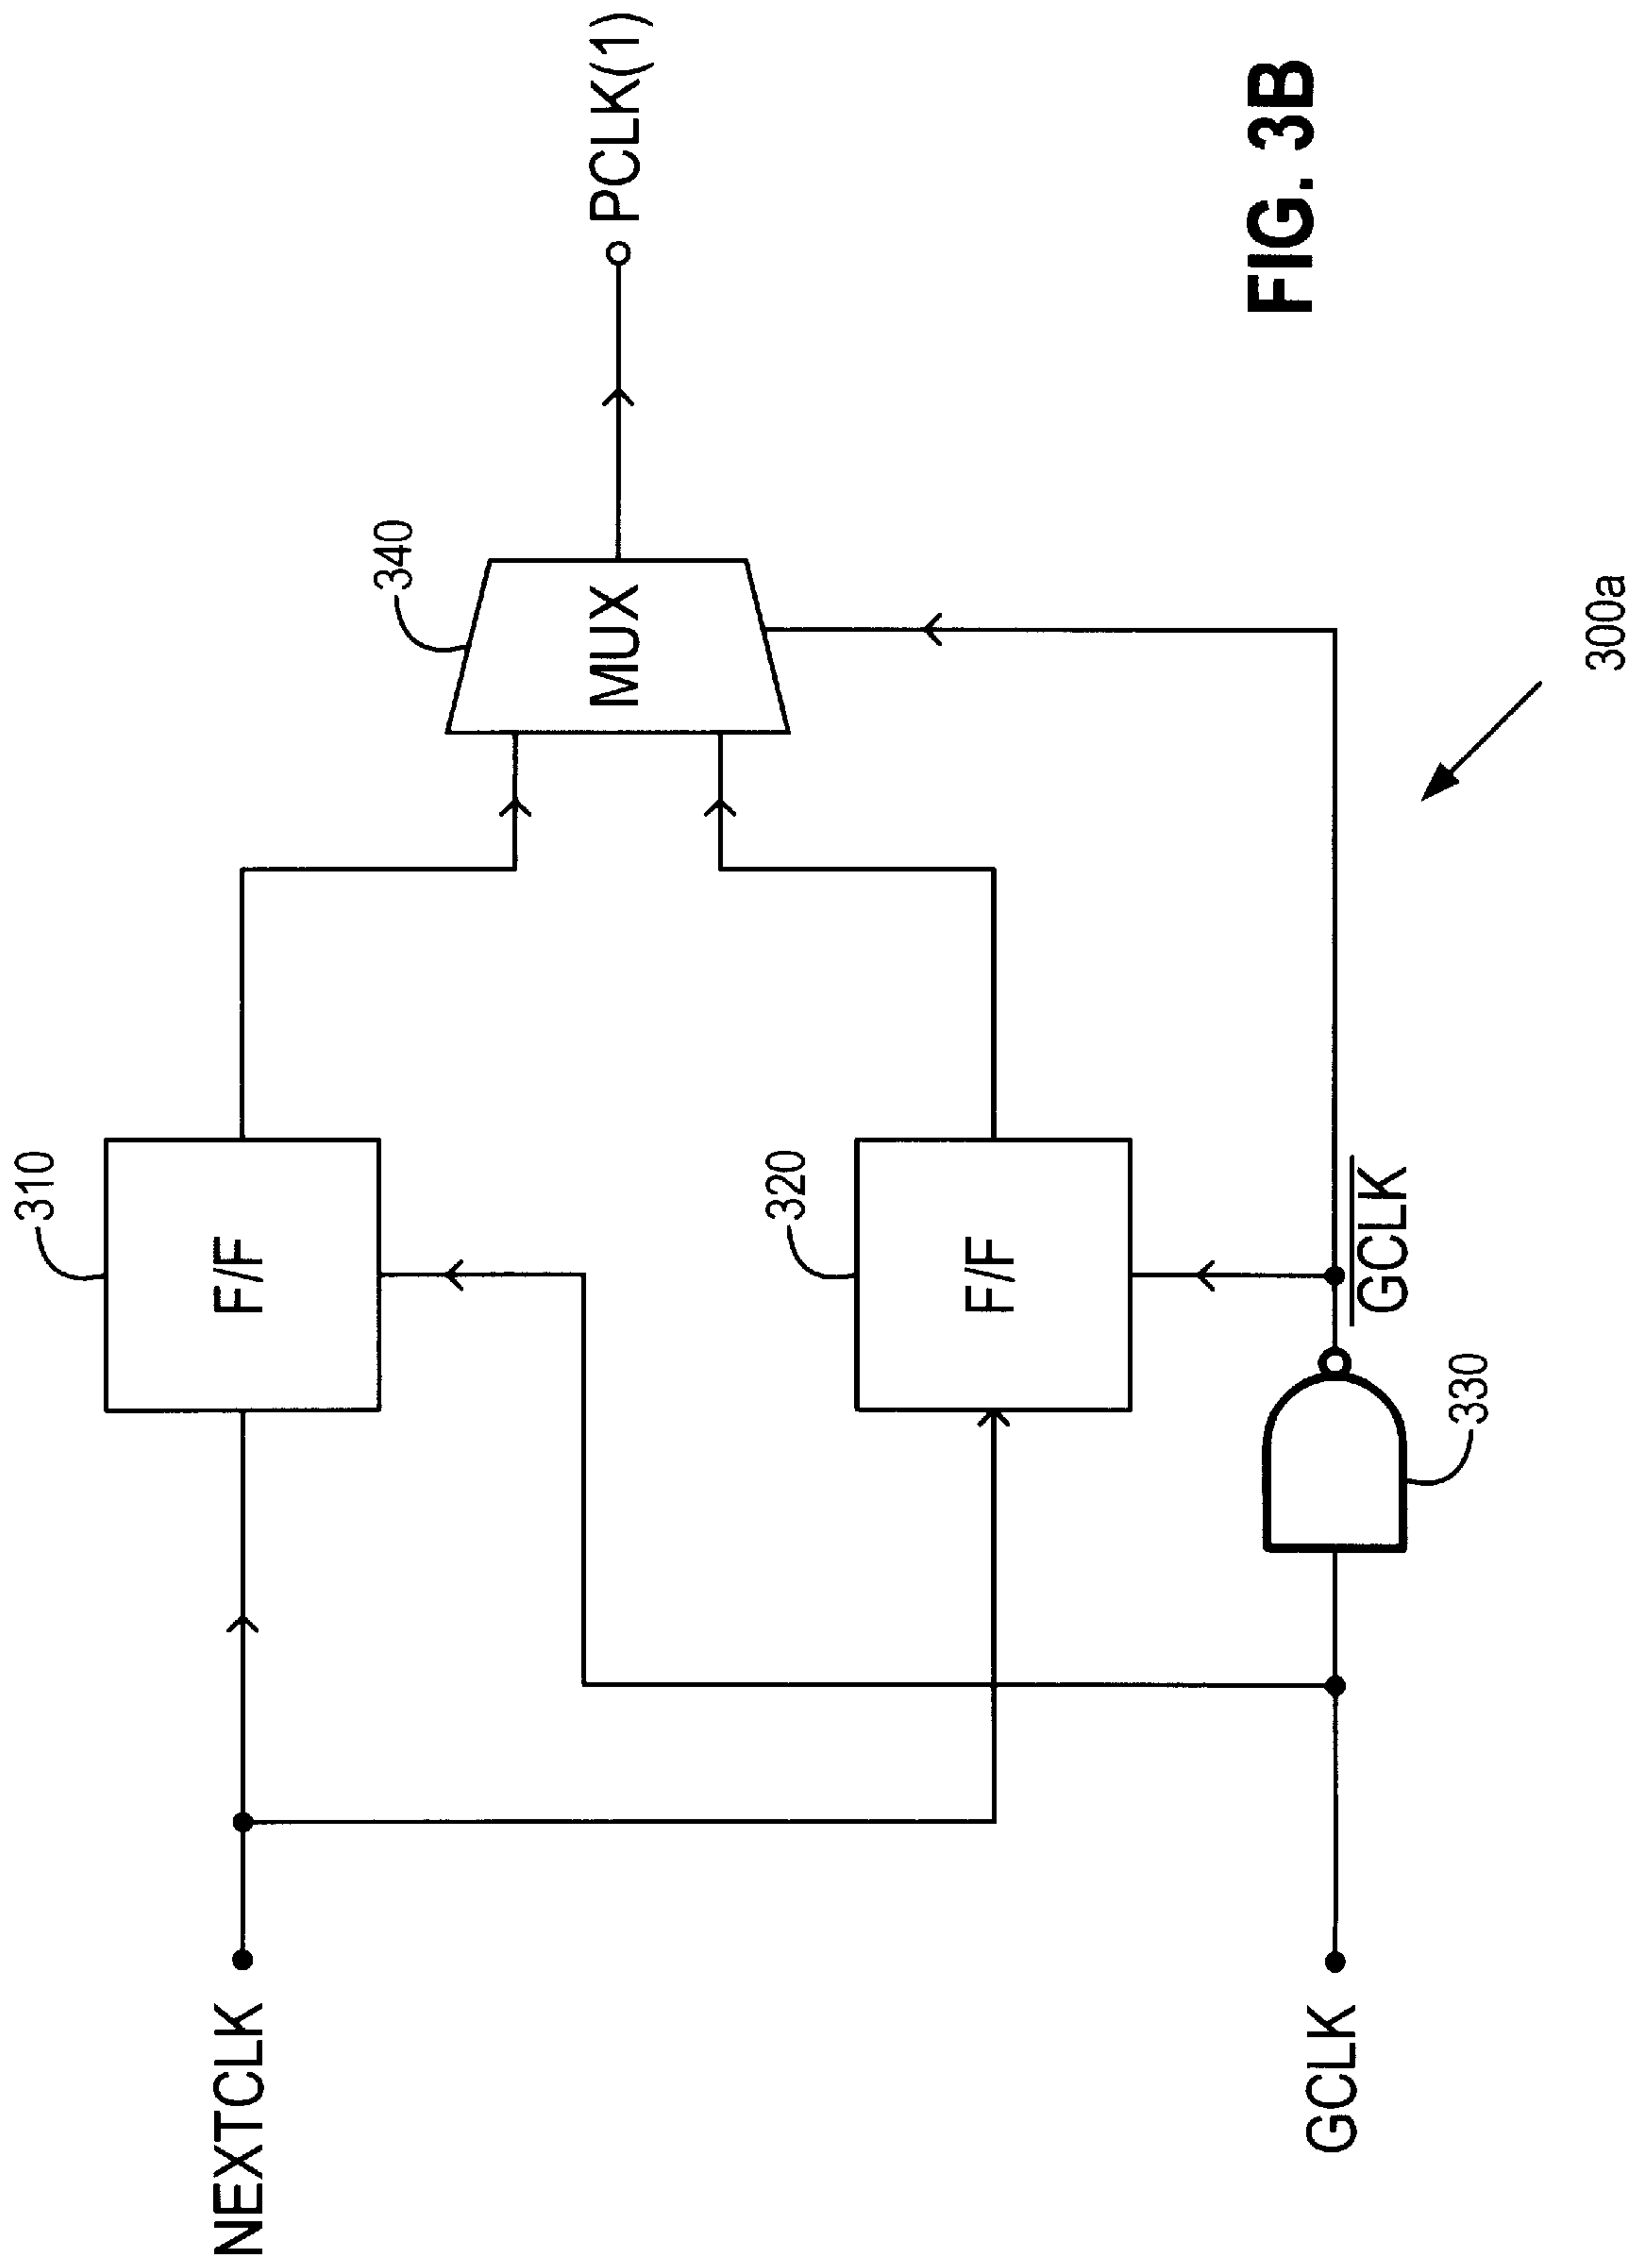 310
NEXTCLK
F/F
340
MUX
PCLK(1)
320
F/F
GCLK
GCLK
330
300a
FIG. 3B